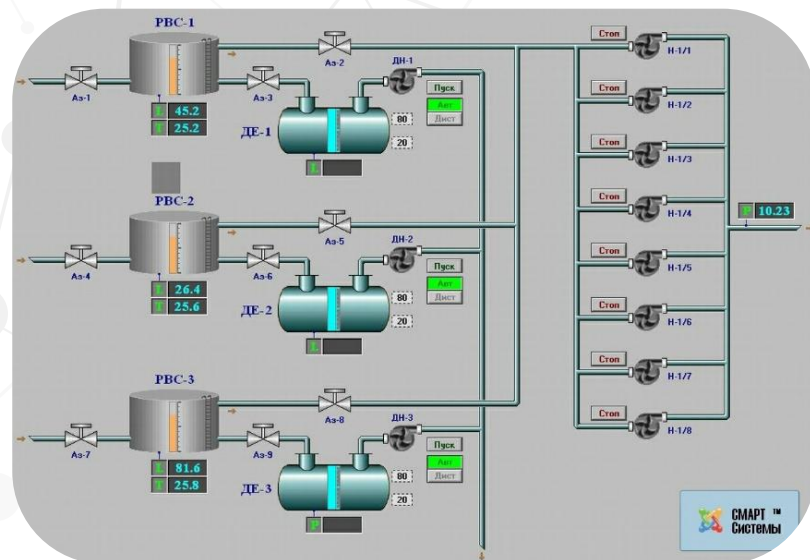 РВС-1
Аз-1
Аз-2
Аз-3
ДН-1
L 45.2
T 25.2
ДЕ-1
L
80
20
Пуск
Авт
Дист
РВС-2
Аз-4
Аз-5
Аз-6
ДН-2
L 26.4
T 25.6
ДЕ-2
L
80
20
Пуск
Авт
Дист
РВС-3
Аз-7
Аз-8
Аз-9
ДН-3
L 81.6
T 25.8
ДЕ-3
P
80
20
Пуск
Авт
Дист
Стоп
Н-1/1
Стоп
Н-1/2
Стоп
Н-1/3
Стоп
Н-1/4
Стоп
Н-1/5
Стоп
Н-1/6
Стоп
Н-1/7
Стоп
Н-1/8
P 10.23
СМАРТ ™
Системы